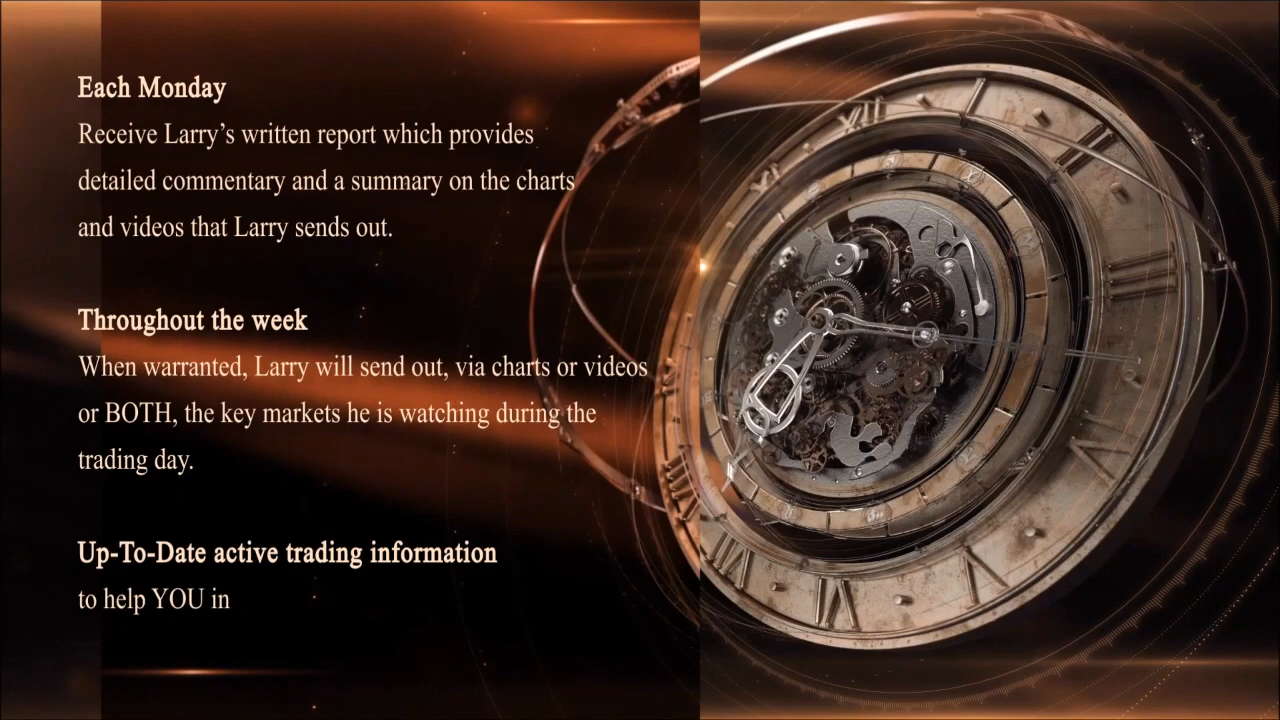 Each Monday
Receive Larry’s written report which provides
detailed commentary and a summary on the charts
and videos that Larry sends out.
Throughout the week
When warranted, Larry will send out, via charts or videos
or BOTH, the key markets he is watching during the
trading day.
Up-To-Date active trading information
to help YOU in